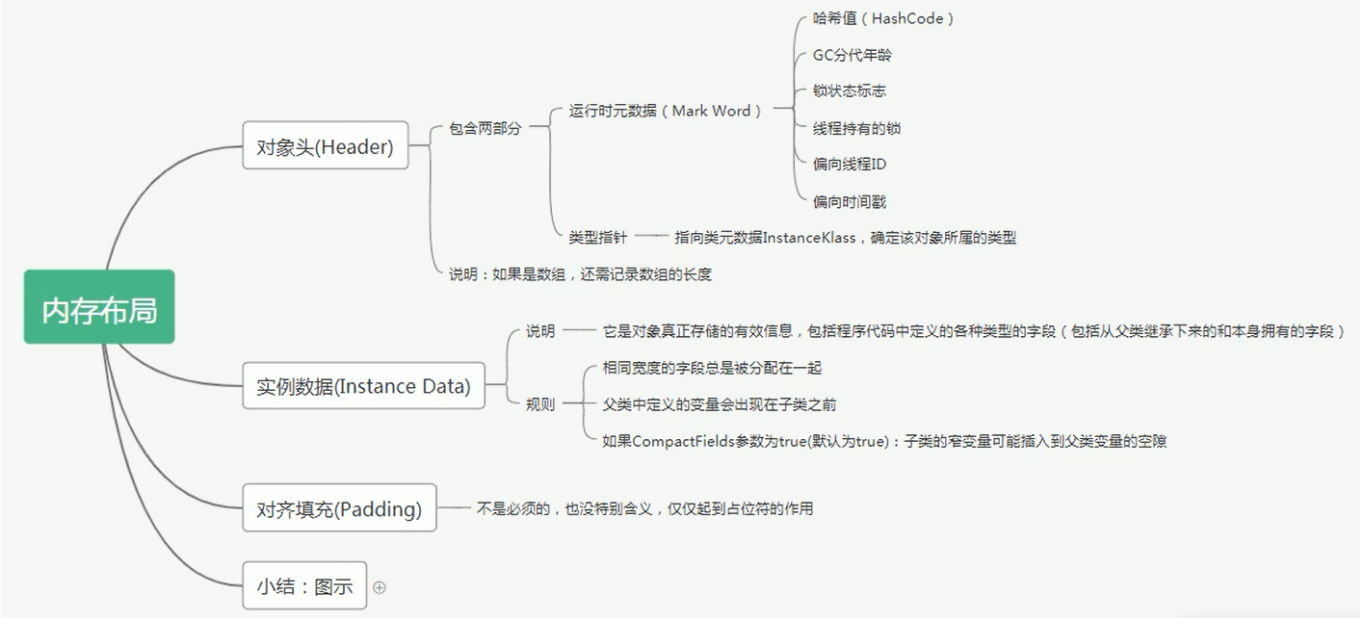 内存布局
对象头(Header)
包含两部分
运行时元数据（Mark Word）
哈希值（HashCode）
GC分代年龄
锁状态标志
线程持有的锁
偏向线程ID
偏向时间戳
类型指针
指向类元数据InstanceKlass，确定该对象所属的类型
说明：如果是数组，还需记录数组的长度
实例数据(Instance Data)
说明
它是对象真正存储的有效信息，包括程序代码中定义的各种类型的字段（包括从父类继承下来的和本身拥有的字段）
规则
相同宽度的字段总是被分配在一起
父类中定义的变量会出现在子类之前
如果CompactFields参数为true(默认为true)：子类的窄变量可能插入到父类变量的空隙
对齐填充(Padding)
不是必须的，也没特别含义，仅仅起到占位符的作用
小结：图示